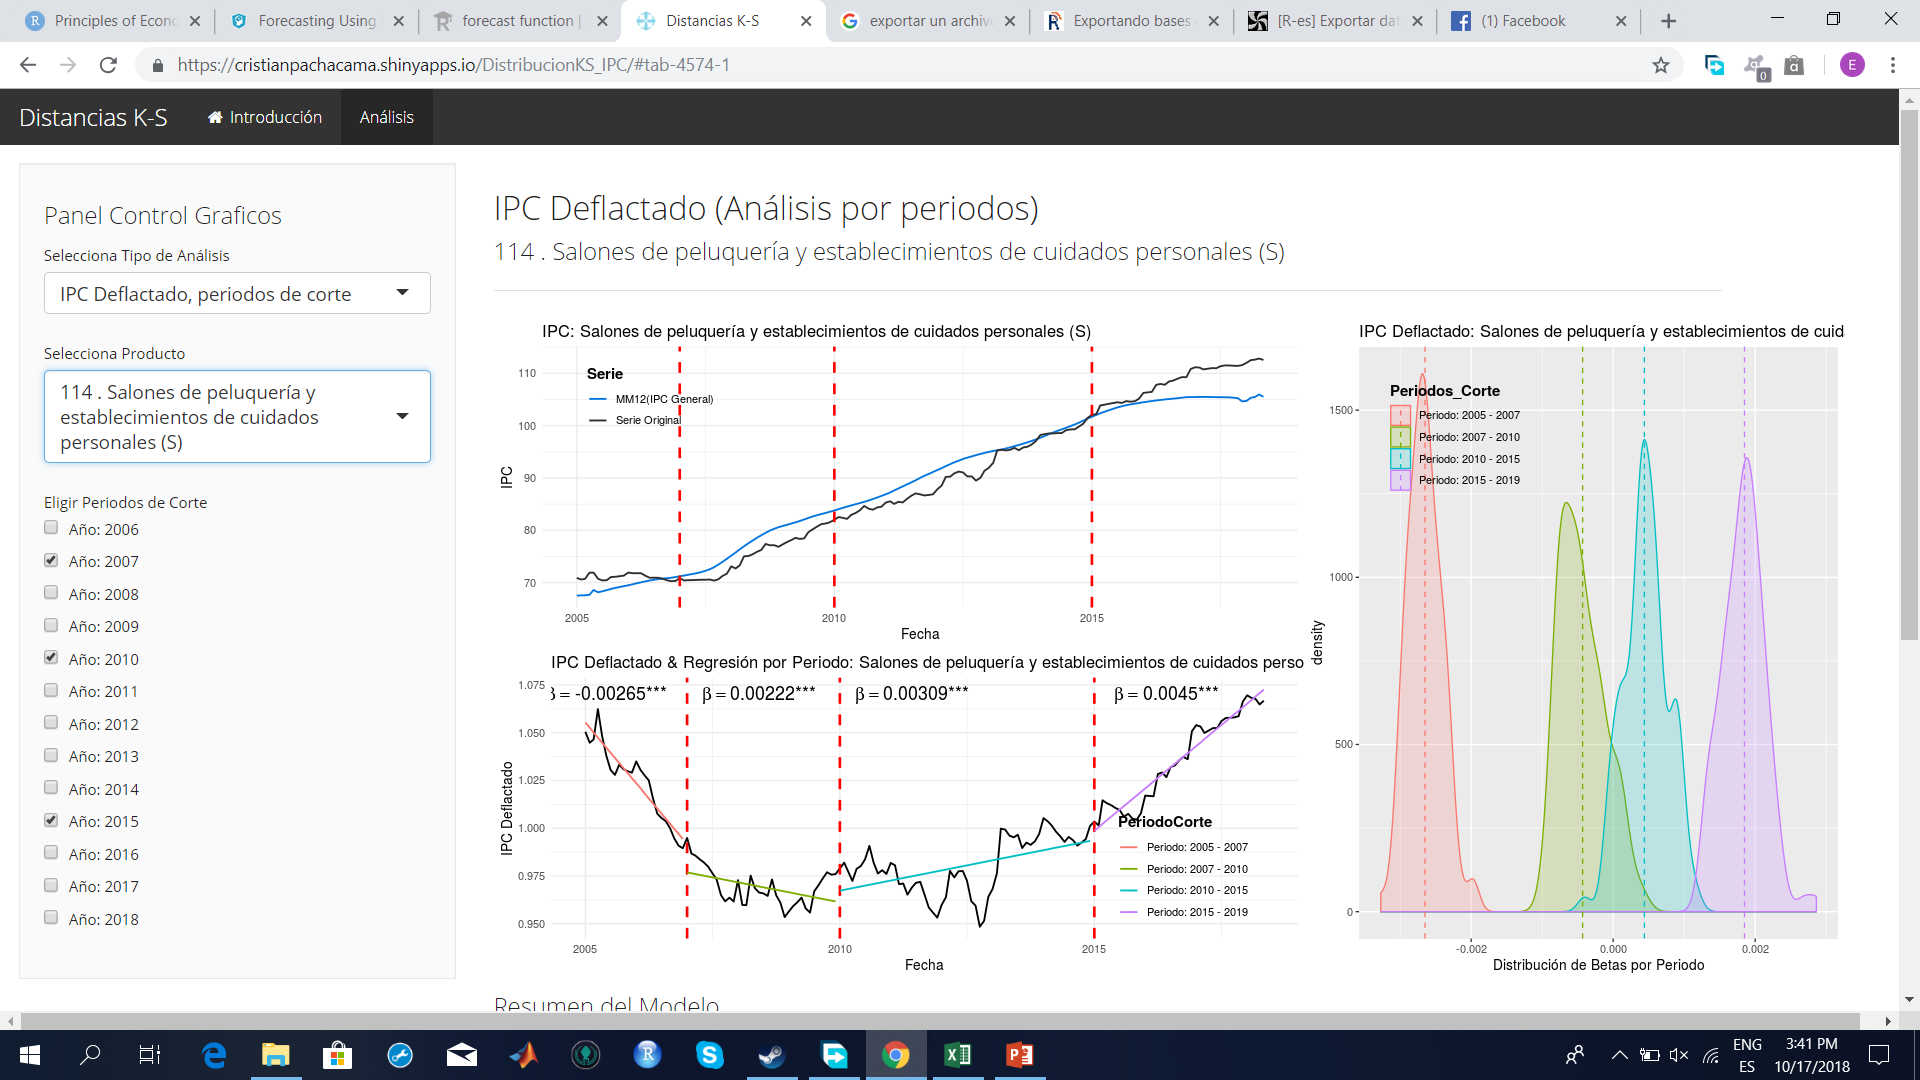 Principles of Econo
Forecasting Using
forecast function |
Distancias K-S
exportar un archivo
Exportando bases
[R-es] Exportar dat
(1) Facebook
https://cristianpachacama.shinyapps.io/DistribucionKS_IPC/#tab-4574-1
0
a
E
Distancias K-S
Introducción
Análisis
Panel Control Graficos
Selecciona Tipo de Análisis
IPC Deflactado, periodos de corte
Selecciona Producto
114 . Salones de peluquería y
establecimientos de cuidados
personales (S)
Eligir Periodos de Corte
Año: 2006
Año: 2007
Año: 2008
Año: 2009
Año: 2010
Año: 2011
Año: 2012
Año: 2013
Año: 2014
Año: 2015
Año: 2016
Año: 2017
Año: 2018
IPC Deflactado (Análisis por periodos)
114 . Salones de peluquería y establecimientos de cuidados personales (S)
IPC: Salones de peluquería y establecimientos de cuidados personales (S)
Serie
MM12(IPC General)
Serie Original
110
100
90
80
70
IPC
2005
2010
2015
Fecha
IPC Deflactado & Regresión por Periodo: Salones de peluquería y establecimientos de cuidados perso
β = -0.00265***
β = 0.00222***
β = 0.00309***
β = 0.0045***
1.075
1.050
1.025
1.000
0.975
0.950
IPC Deflactado
PeriodoCorte
Periodo: 2005 - 2007
Periodo: 2007 - 2010
Periodo: 2010 - 2015
Periodo: 2015 - 2019
2005
2010
2015
Fecha
IPC Deflactado: Salones de peluquería y establecimientos de cuid
Periodos_Corte
Periodo: 2005 - 2007
Periodo: 2007 - 2010
Periodo: 2010 - 2015
Periodo: 2015 - 2019
1500
1000
500
0
density
-0.002
0.000
0.002
Distribución de Betas por Periodo
Resumen del Modelo
ENG
ES
3:41 PM
10/17/2018